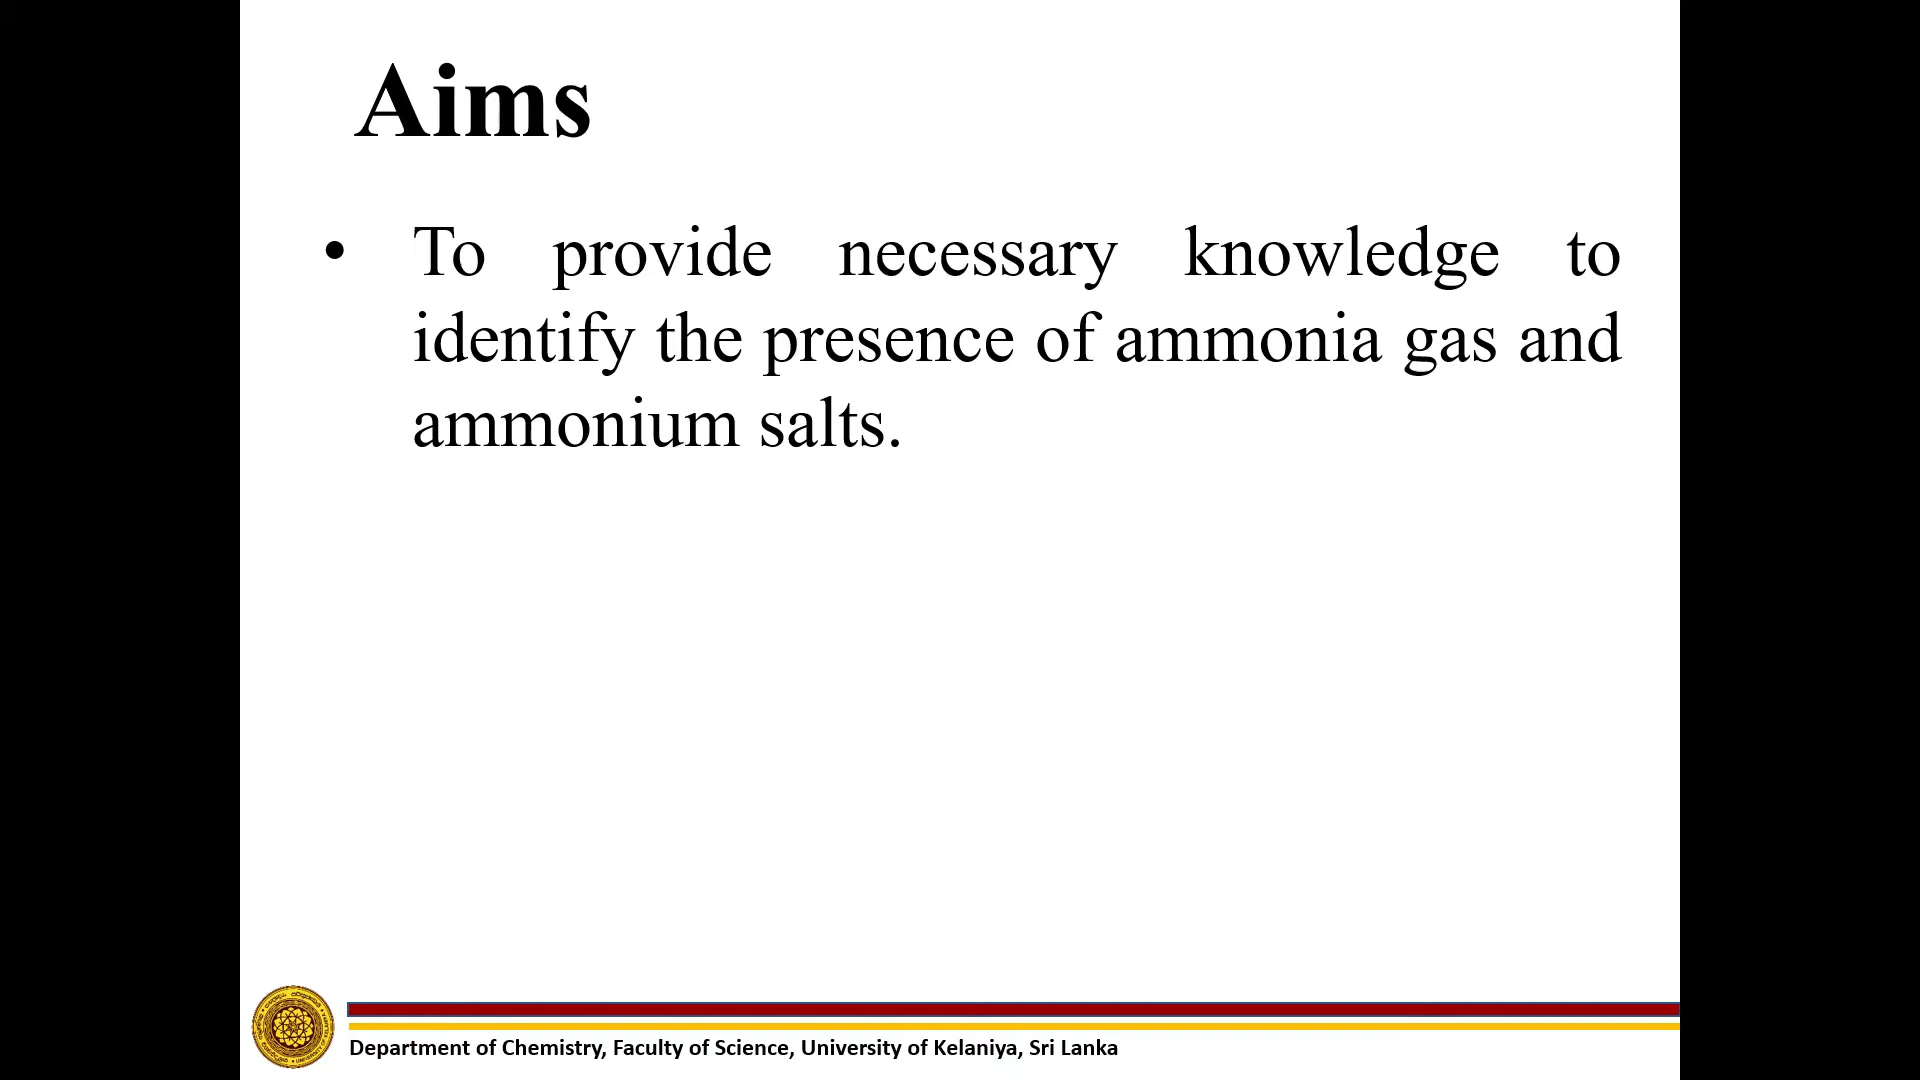 Aims
• To provide necessary knowledge to
identify the presence of ammonia gas and
ammonium salts.
Department of Chemistry, Faculty of Science, University of Kelaniya, Sri Lanka